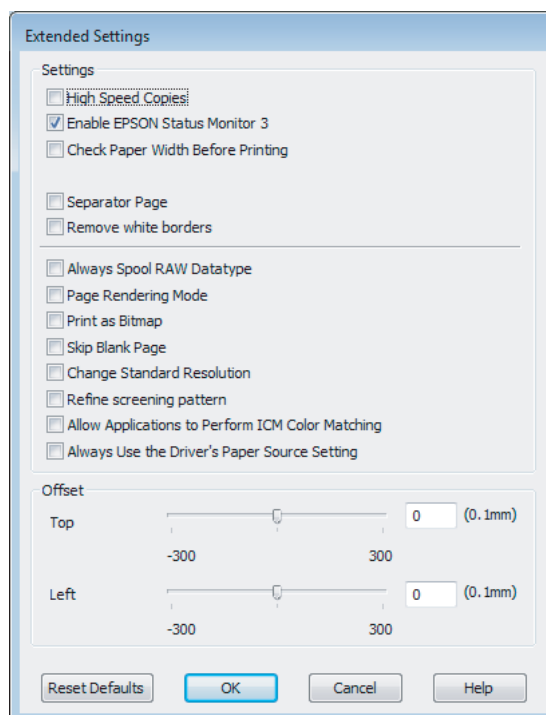 Extended Settings
Settings
High Speed Copies
Enable EPSON Status Monitor 3
Check Paper Width Before Printing
Separator Page
Remove white borders
Always Spool RAW Datatype
Page Rendering Mode
Print as Bitmap
Skip Blank Page
Change Standard Resolution
Refine screening pattern
Allow Applications to Perform ICM Color Matching
Always Use the Driver's Paper Source Setting
Offset
Top 0 (0.1mm)
-300 300
Left 0 (0.1mm)
-300 300
Reset Defaults OK Cancel Help